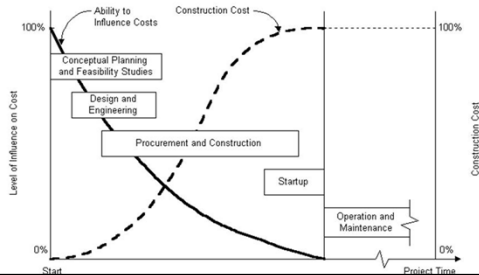 Ability to
Influence Costs
Construction Cost
100%
100%
Conceptual Planning
and Feasibility Studies
Design and
Engineering
Procurement and Construction
Startup
Operation and
Maintenance
Level of Influence on Cost
Construction Cost
0%
0%
Start
Project Time